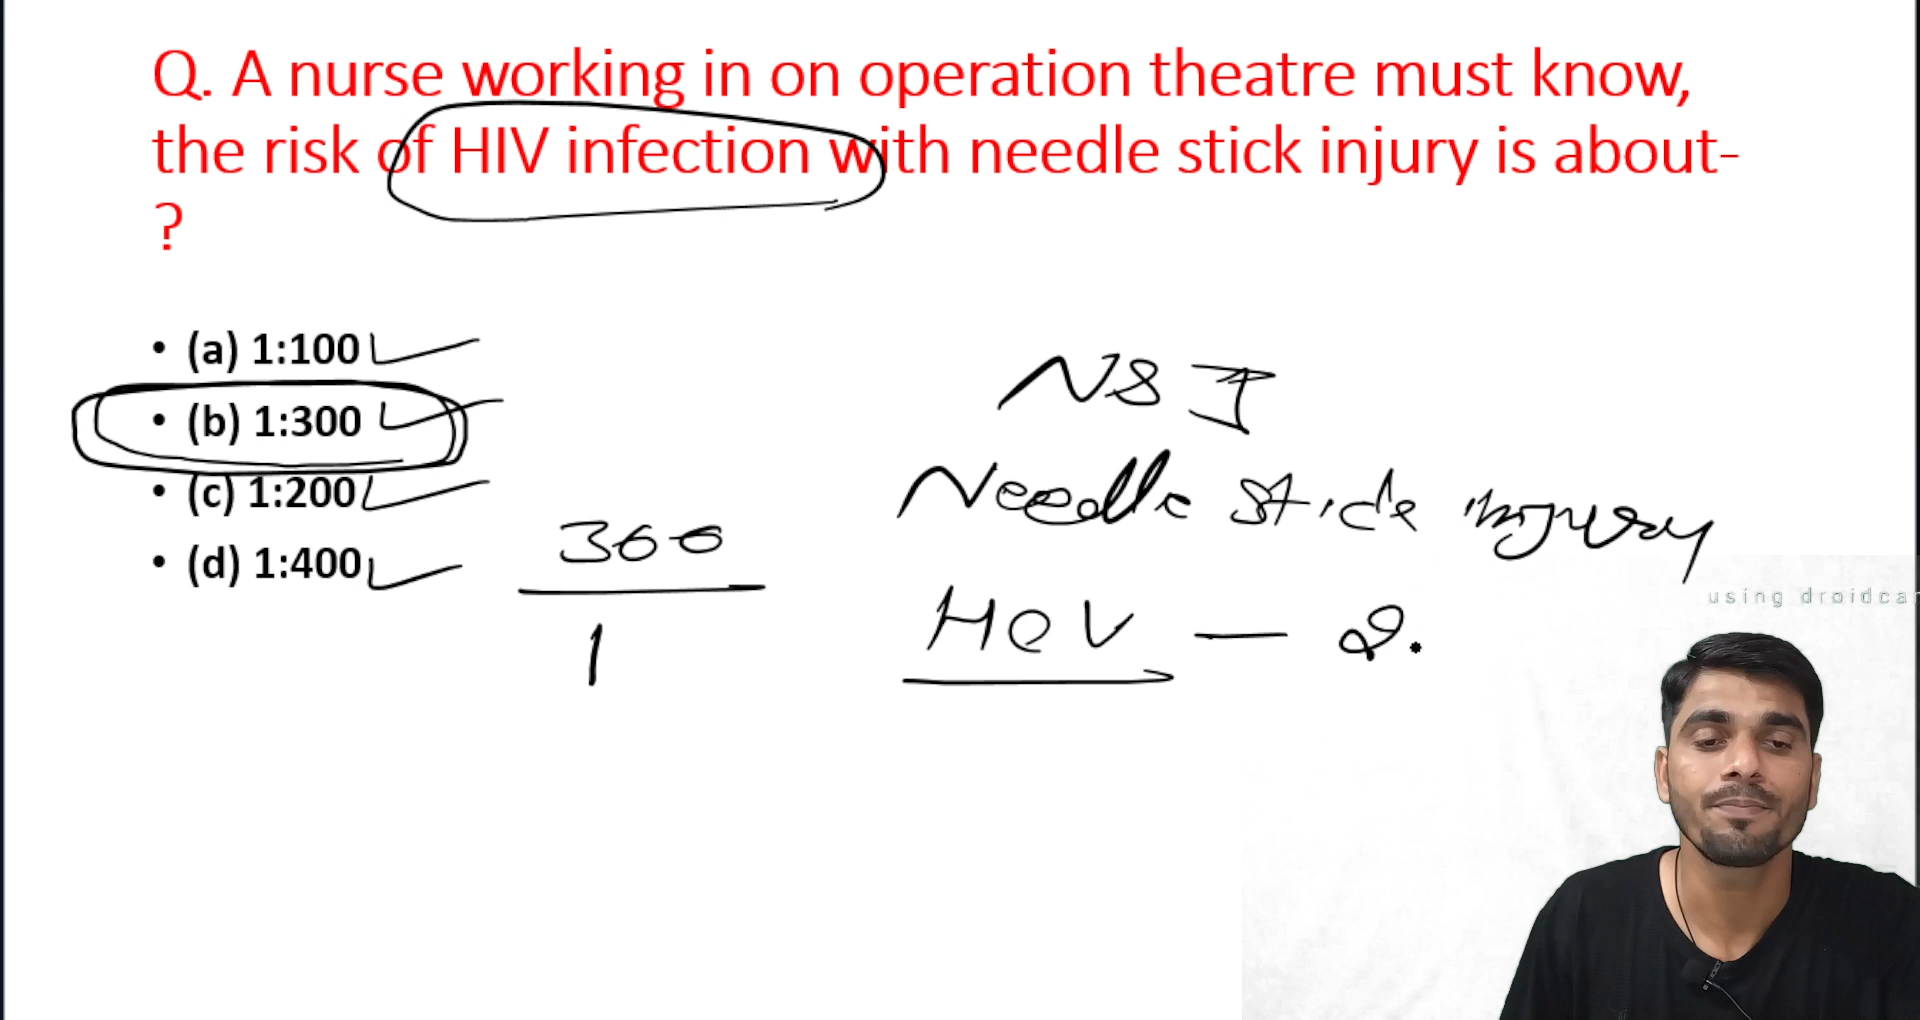 Q. A nurse working in on operation theatre must know,
the risk of HIV infection with needle stick injury is about-
?
• (a) 1:100
• (b) 1:300
• (c) 1:200
• (d) 1:400
300
1
NSI
Needle stick injury
HCV — 2.
using droidca